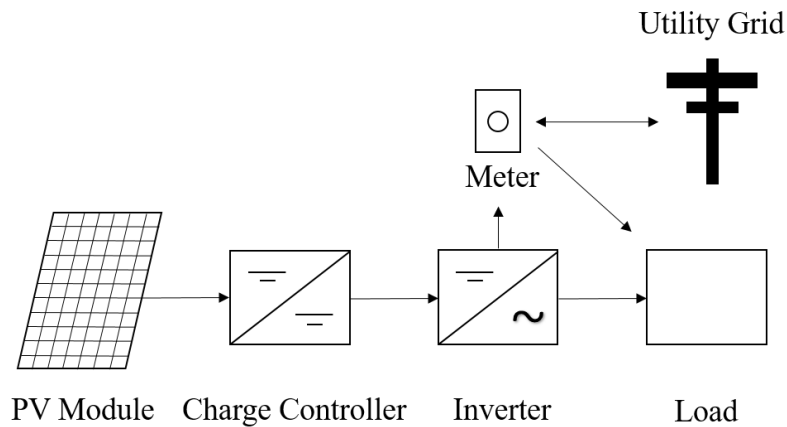 Utility Grid
Meter
PV Module
Charge Controller
Inverter
Load